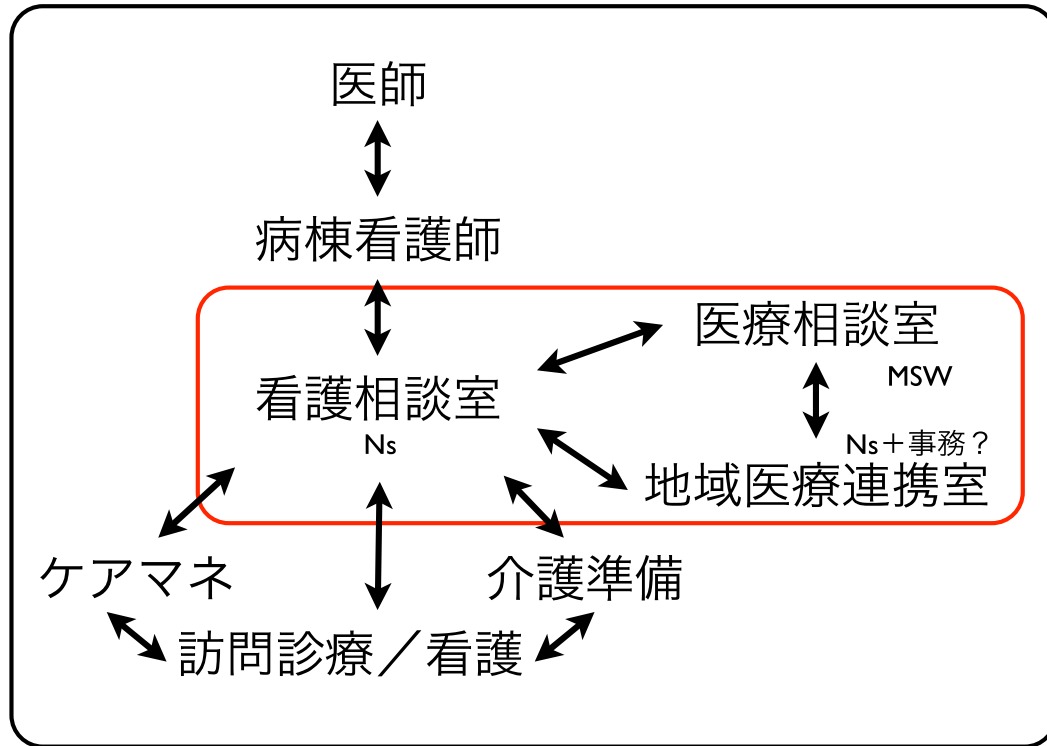 医師
病棟看護師
医療相談室
MSW
看護相談室
Ns
Ns＋事務？
地域医療連携室
ケアマネ
介護準備
訪問診療／看護